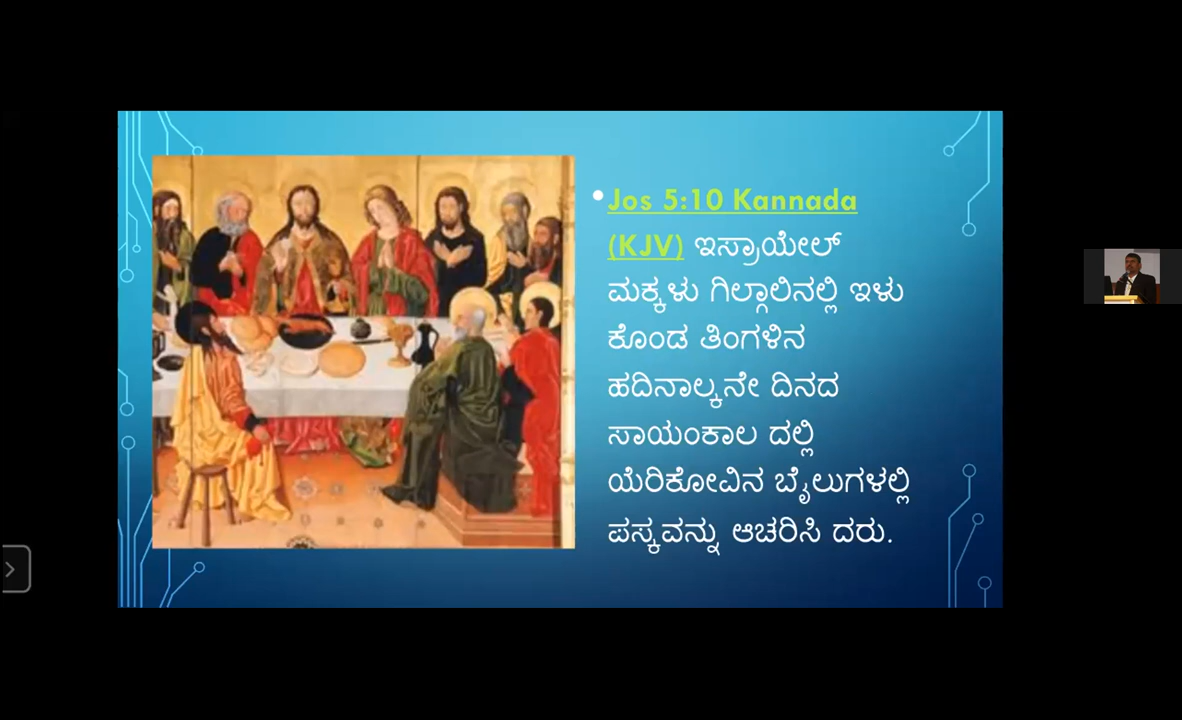 Jos 5:10 Kannada
(KJV) ಇಸ್ರಾಯೇಲ್
ಮಕ್ಕಳು ಗಿಲ್ಗಾಲಿನಲ್ಲಿ ಇಳು
ಕೊಂಡ ತಿಂಗಳಿನ
ಹದಿನಾಲ್ಕನೇ ದಿನದ
ಸಾಯಂಕಾಲ ದಲ್ಲಿ
ಯೆರಿಕೋವಿನ ಬೈಲುಗಳಲ್ಲಿ
ಪಸ್ಕವನ್ನು ಆಚರಿಸಿ ದರು.